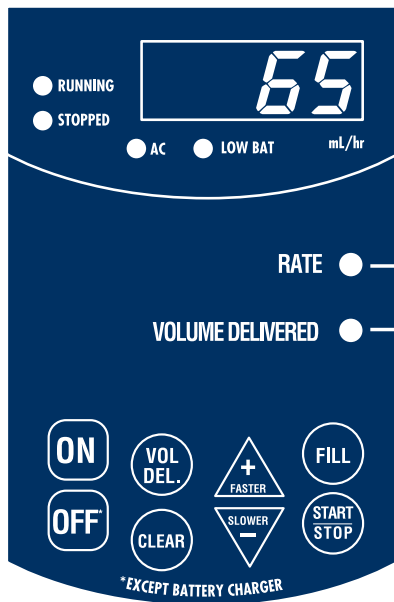 65
RUNNING
STOPPED
AC
LOW BAT
mL/hr
RATE
VOLUME DELIVERED
ON
VOL
DEL.
+
FASTER
FILL
OFF*
CLEAR
SLOWER
−
START
STOP
*EXCEPT BATTERY CHARGER